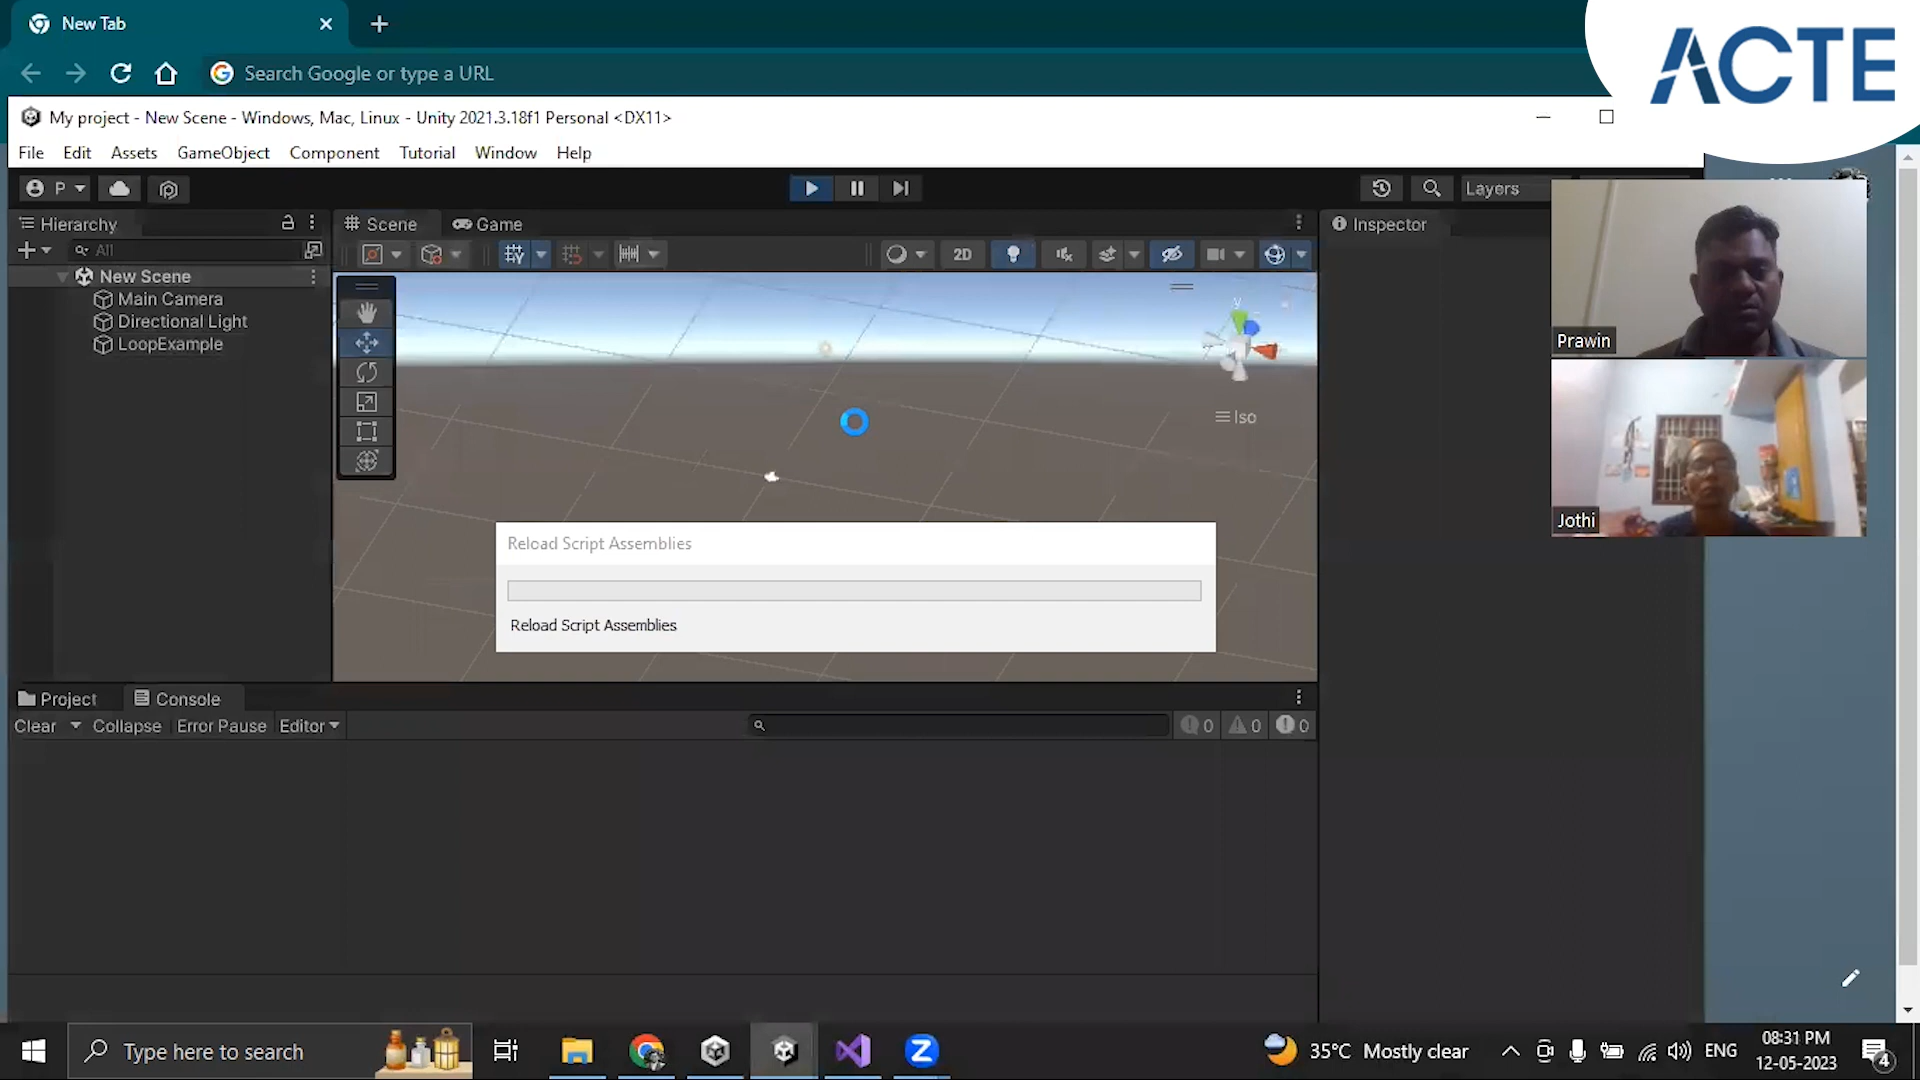 New Tab
ACTE
Search Google or type a URL
My project - New Scene - Windows, Mac, Linux - Unity 2021.3.18f1 Personal <DX11>
File Edit Assets GameObject Component Tutorial Window Help
P
Layers
Hierarchy
Scene
Game
Inspector
All
2D
New Scene
Main Camera
Directional Light
LoopExample
y
Iso
Prawin
Jothi
Reload Script Assemblies
Reload Script Assemblies
Project
Console
Clear Collapse Error Pause Editor
0 0 0
Type here to search
35°C Mostly clear
ENG
08:31 PM
12-05-2023
4